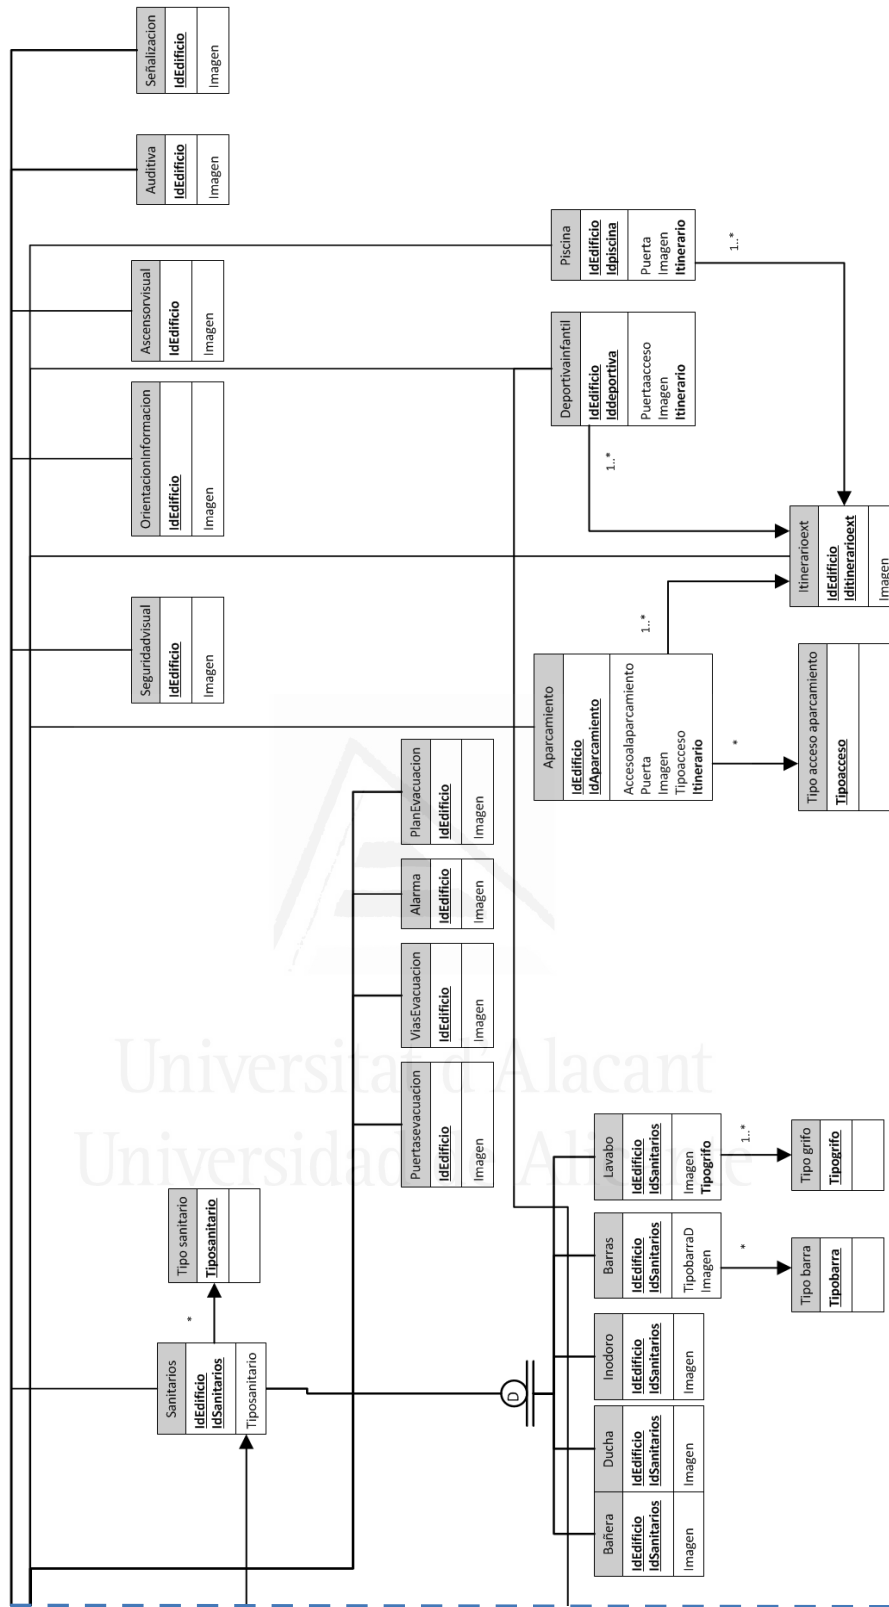 Señalizacion
IdEdificio
Imagen
Auditiva
IdEdificio
Imagen
Ascensorvisual
IdEdificio
Imagen
OrientacionInformacion
IdEdificio
Imagen
Seguridadvisual
IdEdificio
Imagen
Piscina
IdEdificio
Idpiscina
Puerta
Imagen
Itinerario
1..*
Deportivainfantil
IdEdificio
Iddeportiva
Puertaacceso
Imagen
Itinerario
1..*
Itinerarioext
IdEdificio
Iditinerarioext
Imagen
Aparcamiento
IdEdificio
IdAparcamiento
Accesoalaparcamiento
Puerta
Imagen
Tipoacceso
Itinerario
1..*
*
Tipo acceso aparcamiento
Tipoacceso
PlanEvacuacion
IdEdificio
Imagen
Alarma
IdEdificio
Imagen
ViasEvacuacion
IdEdificio
Imagen
Puertasevacuacion
IdEdificio
Imagen
Universitat d'Alacant
Universidad de Alicante
Tipo sanitario
Tiposanitario
*
Sanitarios
IdEdificio
IdSanitarios
Tiposanitario
D
Lavabo
IdEdificio
IdSanitarios
Imagen
Tipogrifo
1..*
Tipo grifo
Tipogrifo
Barras
IdEdificio
IdSanitarios
TipobarraD
Imagen
*
Tipo barra
Tipobarra
Inodoro
IdEdificio
IdSanitarios
Imagen
Ducha
IdEdificio
IdSanitarios
Imagen
Bañera
IdEdificio
IdSanitarios
Imagen